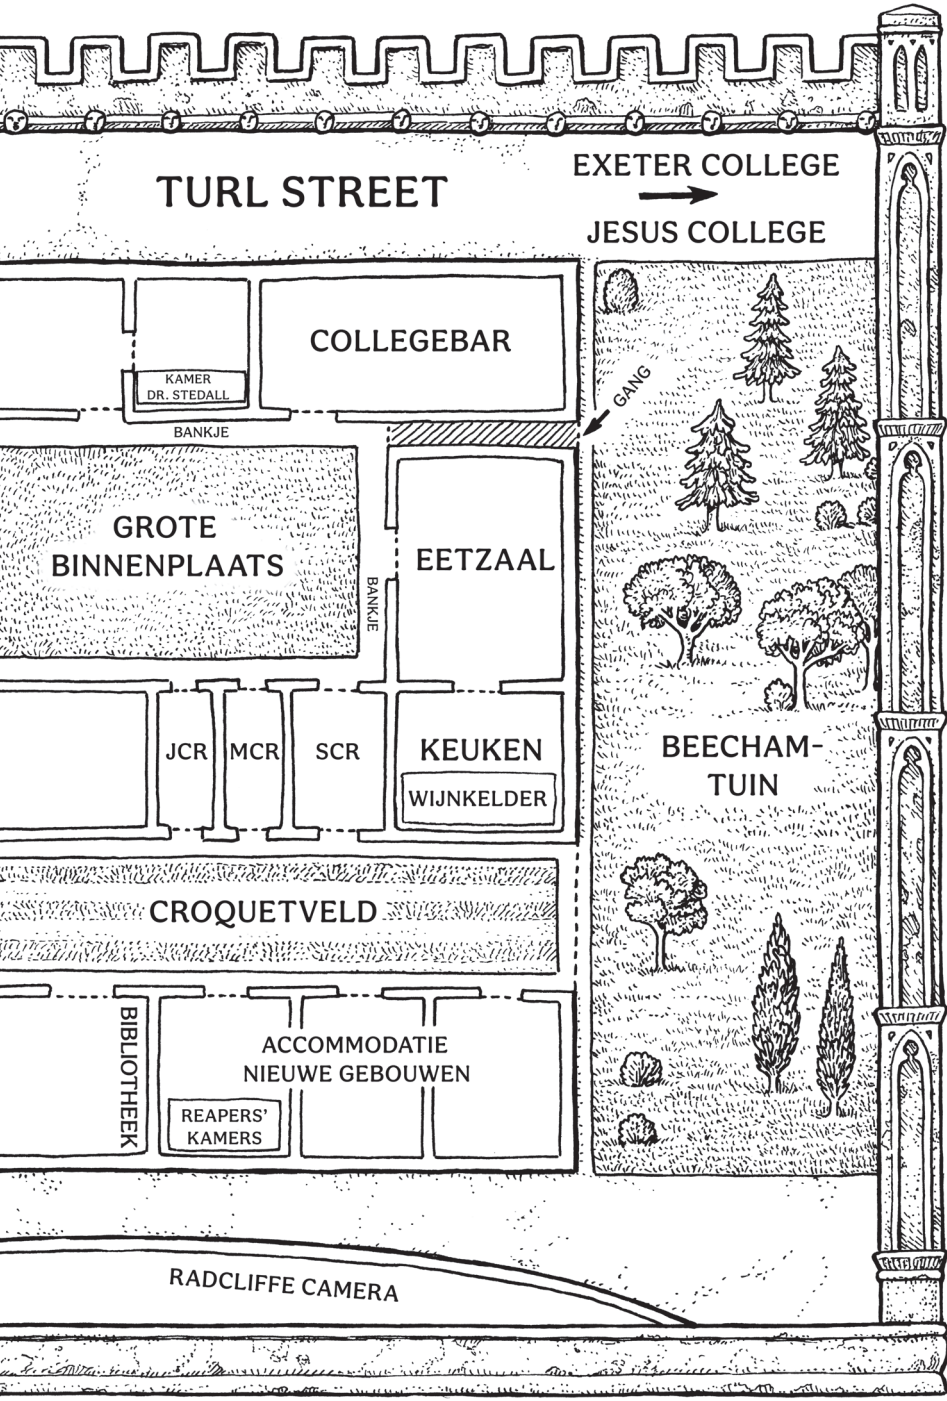 TURL STREET
EXETER COLLEGE
JESUS COLLEGE
COLLEGEBAR
KAMER
DR. STEDALL
GANG
BANKJE
GROTE
BINNENPLAATS
EETZAAL
BANKJE
JCR
MCR
SCR
KEUKEN
WIJNKELDER
BEECHAM-
TUIN
CROQUETVELD
BIBLIOTHEEK
ACCOMMODATIE
NIEUWE GEBOUWEN
REAPERS'
KAMERS
RADCLIFFE CAMERA